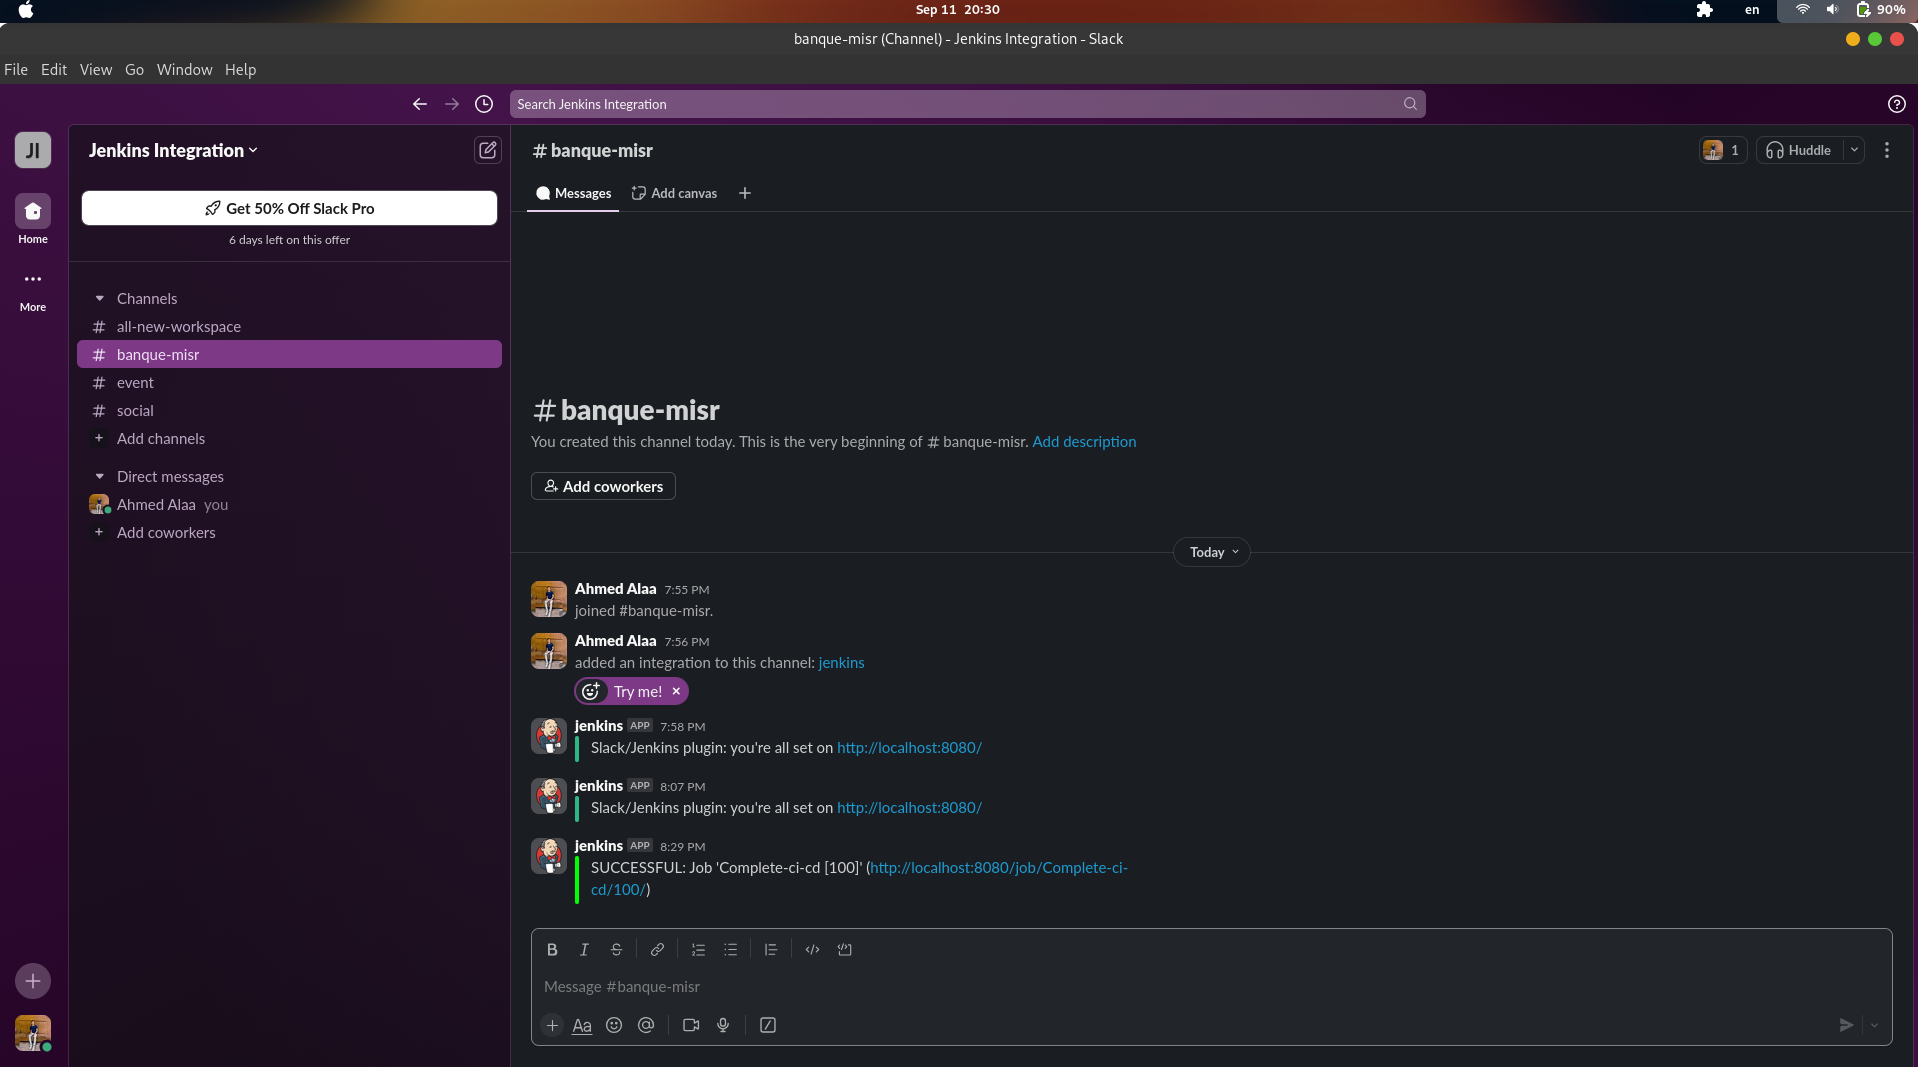 Sep 11 20:30
en
90%
banque-misr (Channel) - Jenkins Integration - Slack
File Edit View Go Window Help
Search Jenkins Integration
JI
Home
More
Jenkins Integration
Get 50% Off Slack Pro
6 days left on this offer
Channels
# all-new-workspace
# banque-misr
# event
# social
+ Add channels
Direct messages
Ahmed Alaa you
+ Add coworkers
# banque-misr
1
Huddle
Messages
Add canvas
# banque-misr
You created this channel today. This is the very beginning of # banque-misr. Add description
Add coworkers
Today
Ahmed Alaa 7:55 PM
joined #banque-misr.
Ahmed Alaa 7:56 PM
added an integration to this channel: jenkins
Try me!
jenkins APP 7:58 PM
Slack/Jenkins plugin: you're all set on http://localhost:8080/
jenkins APP 8:07 PM
Slack/Jenkins plugin: you're all set on http://localhost:8080/
jenkins APP 8:29 PM
SUCCESSFUL: Job 'Complete-ci-cd [100]' (http://localhost:8080/job/Complete-ci-
cd/100/)
B I S
Message #banque-misr
Aa